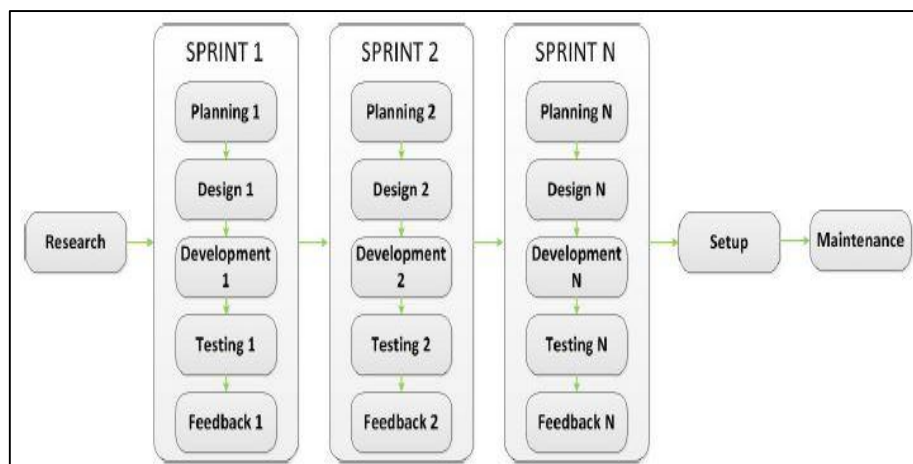 Research
SPRINT 1
Planning 1
Design 1
Development
1
Testing 1
Feedback 1
SPRINT 2
Planning 2
Design 2
Development
2
Testing 2
Feedback 2
SPRINT N
Planning N
Design N
Development
N
Testing N
Feedback N
Setup
Maintenance